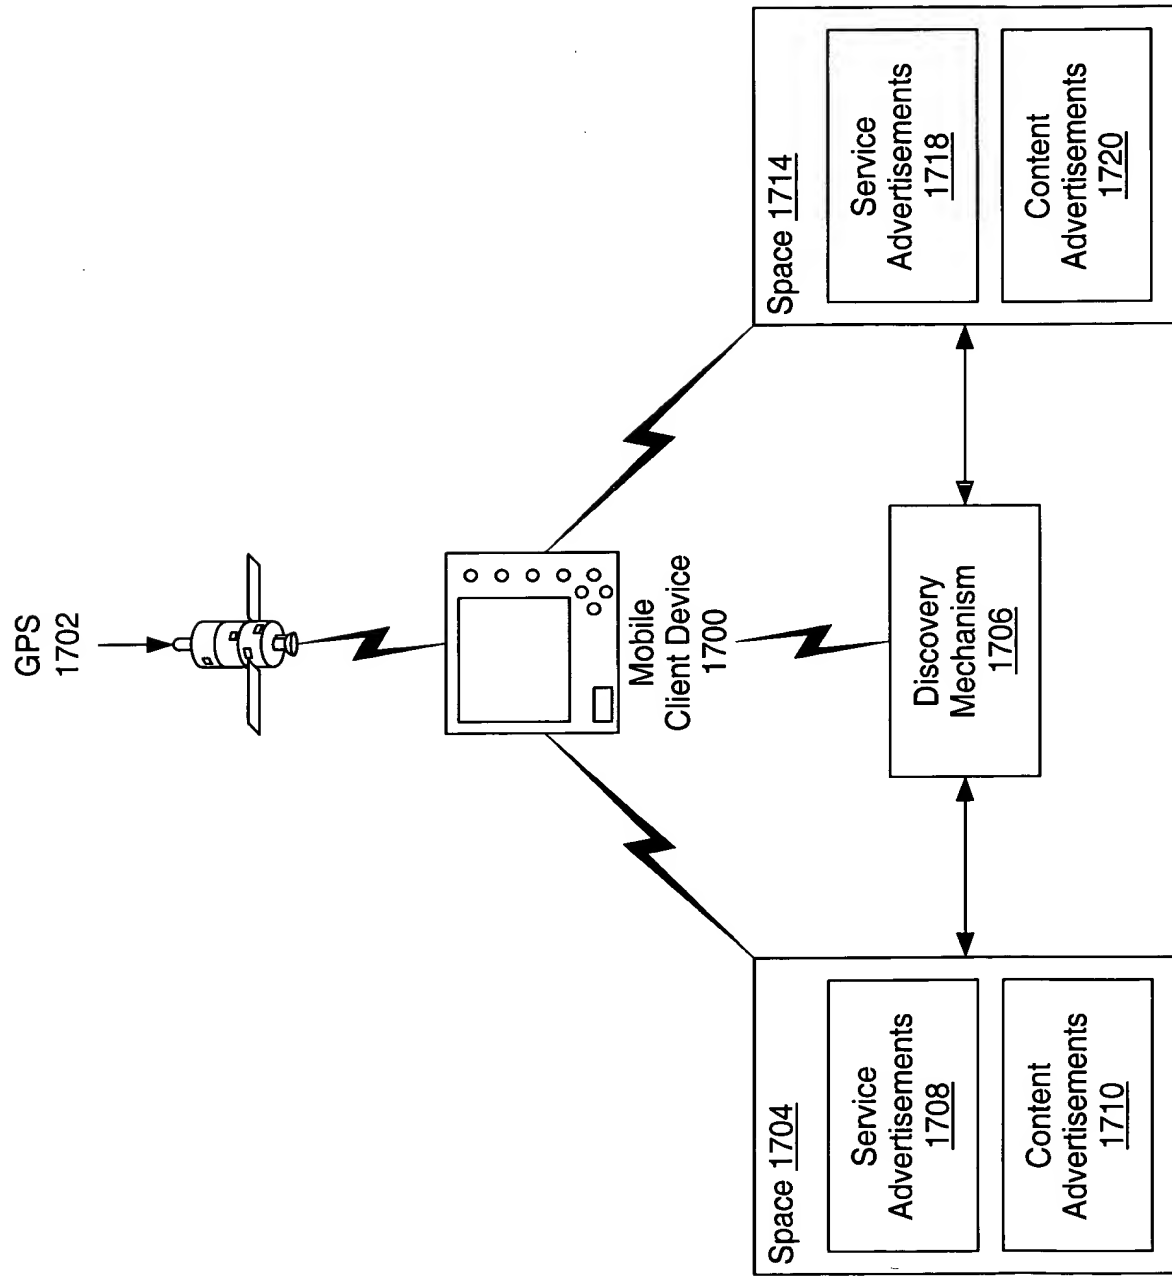 GPS
1702
Mobile
Client Device
1700
Discovery
Mechanism
1706
Space 1704
Service
Advertisements
1708
Content
Advertisements
1710
Space 1714
Service
Advertisements
1718
Content
Advertisements
1720